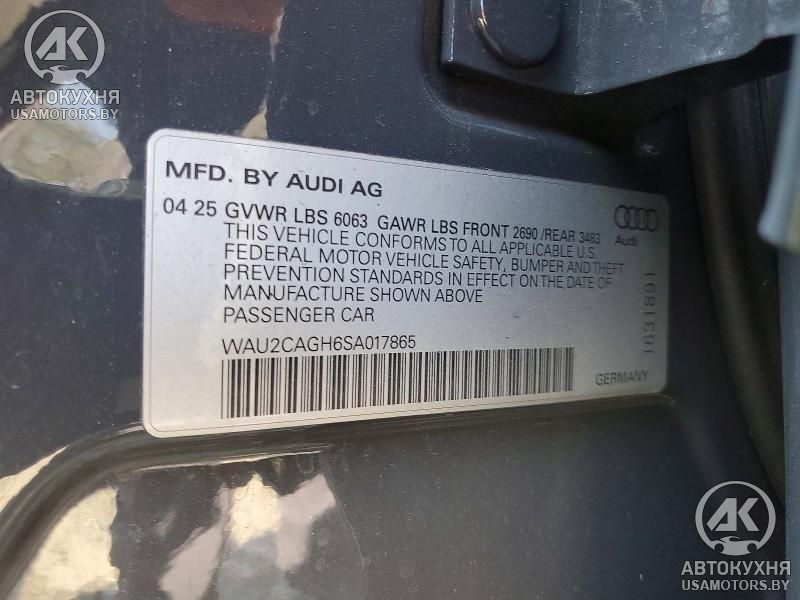 AK
АВТОКУХНЯ
USAMOTORS.BY
MFD. BY AUDI AG
04 25 GVWR LBS 6063 GAWR LBS FRONT 2690 /REAR 3483
THIS VEHICLE CONFORMS TO ALL APPLICABLE U.S.
FEDERAL MOTOR VEHICLE SAFETY, BUMPER AND THEFT
PREVENTION STANDARDS IN EFFECT ON THE DATE OF
MANUFACTURE SHOWN ABOVE
PASSENGER CAR
WAU2CAGH6SA017865
Audi
1631891
GERMANY
AK
АВТОКУХНЯ
USAMOTORS.BY